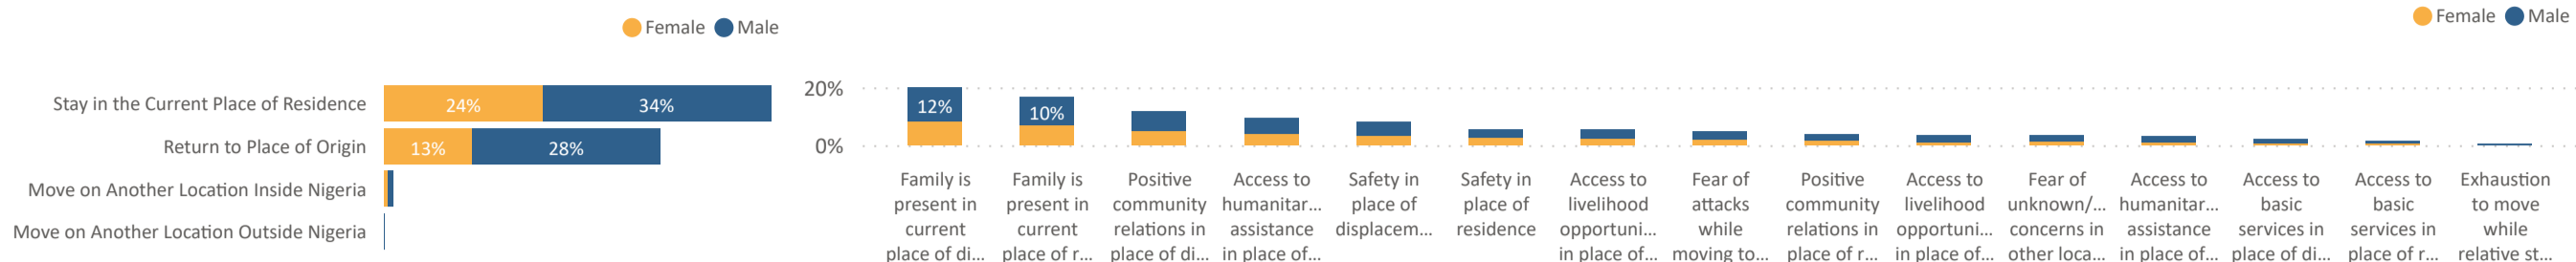 Female Male
Stay in the Current Place of Residence 24% 34%
Return to Place of Origin 13% 28%
Move on Another Location Inside Nigeria
Move on Another Location Outside Nigeria
Female Male
20%
0%
12%
10%
Family is
present in
current
place of di...
Family is
present in
current
place of r...
Positive
community
relations in
place of di...
Access to
humanitar...
assistance
in place of...
Safety in
place of
displacem...
Safety in
place of
residence
Access to
livelihood
opportuni...
in place of...
Fear of
attacks
while
moving to...
Positive
community
relations in
place of r...
Access to
livelihood
opportuni...
in place of...
Fear of
unknown/...
concerns in
other loca...
Access to
humanitar...
assistance
in place of...
Access to
basic
services in
place of di...
Access to
basic
services in
place of r...
Exhaustion
to move
while
relative st...